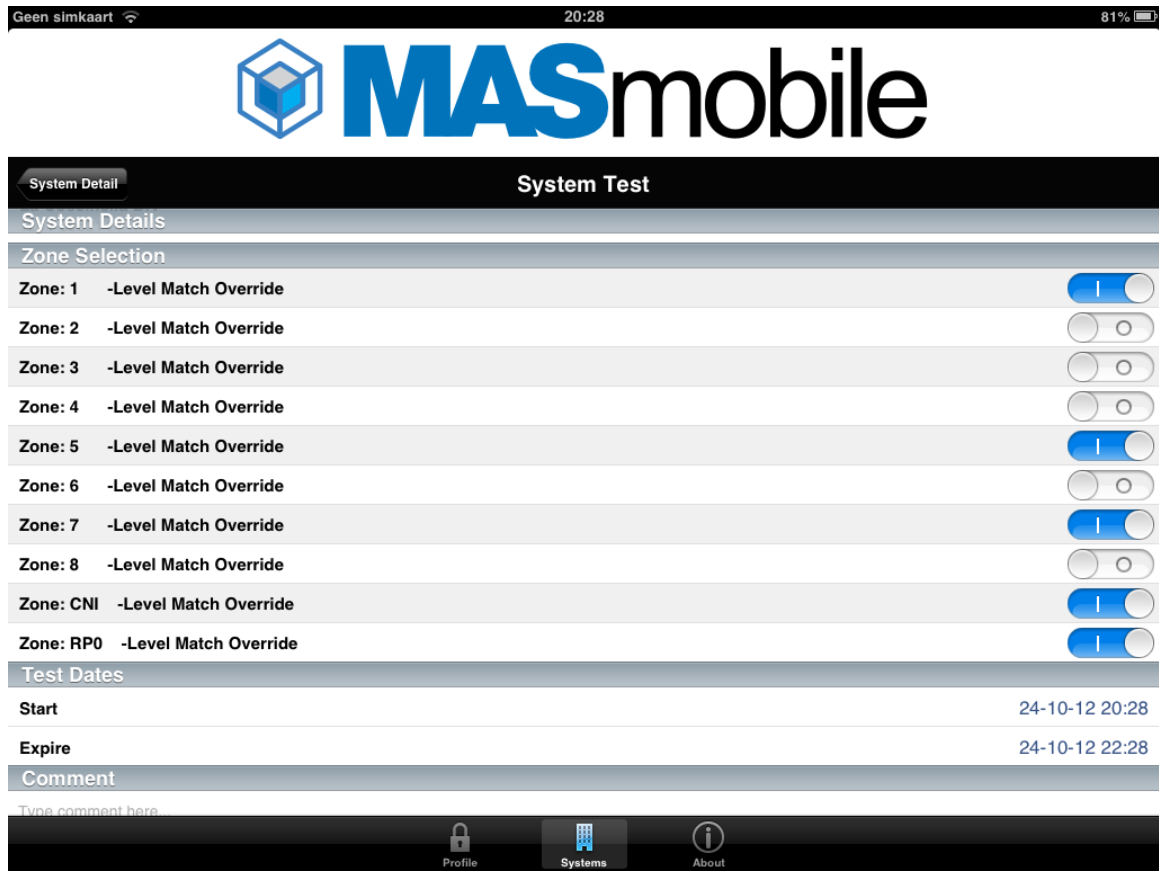 Geen simkaart 20:28 81%
MASmobile
System Detail System Test
System Details
Zone Selection
Zone: 1 -Level Match Override
Zone: 2 -Level Match Override
Zone: 3 -Level Match Override
Zone: 4 -Level Match Override
Zone: 5 -Level Match Override
Zone: 6 -Level Match Override
Zone: 7 -Level Match Override
Zone: 8 -Level Match Override
Zone: CNI -Level Match Override
Zone: RP0 -Level Match Override
Test Dates
Start 24-10-12 20:28
Expire 24-10-12 22:28
Comment
Type comment here...
Profile Systems About